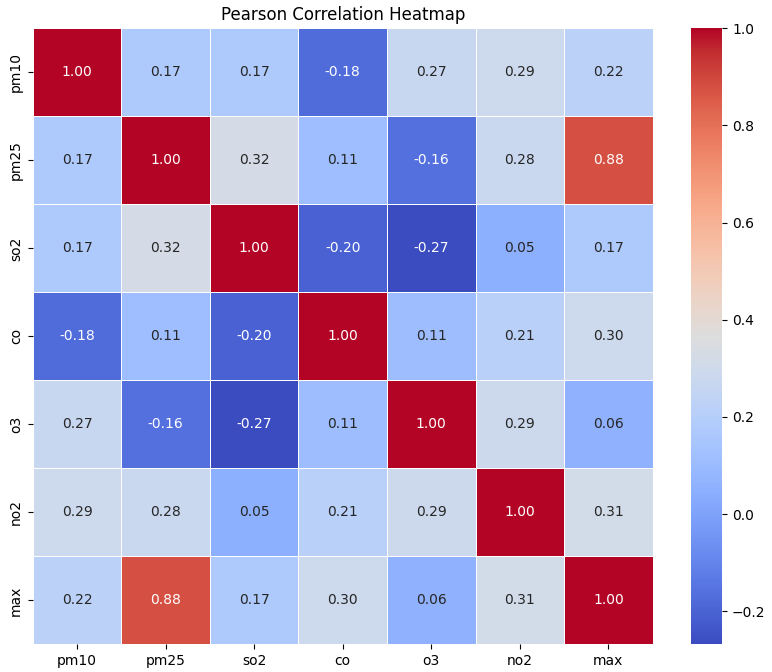 Pearson Correlation Heatmap
pm10 1.00 0.17 0.17 -0.18 0.27 0.29 0.22
pm25 0.17 1.00 0.32 0.11 -0.16 0.28 0.88
so2 0.17 0.32 1.00 -0.20 -0.27 0.05 0.17
co -0.18 0.11 -0.20 1.00 0.11 0.21 0.30
o3 0.27 -0.16 -0.27 0.11 1.00 0.29 0.06
no2 0.29 0.28 0.05 0.21 0.29 1.00 0.31
max 0.22 0.88 0.17 0.30 0.06 0.31 1.00
pm10 pm25 so2 co o3 no2 max
1.0
0.8
0.6
0.4
0.2
0.0
−0.2